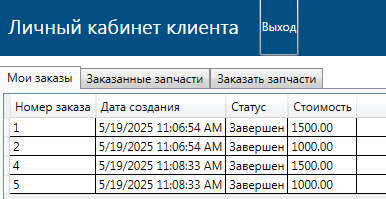 Личный кабинет клиента Выход
Мои заказы Заказанные запчасти Заказать запчасти
Номер заказа Дата создания Статус Стоимость
1 5/19/2025 11:06:54 AM Завершен 1500.00
2 5/19/2025 11:06:54 AM Завершен 1000.00
4 5/19/2025 11:08:33 AM Завершен 1500.00
5 5/19/2025 11:08:33 AM Завершен 1000.00